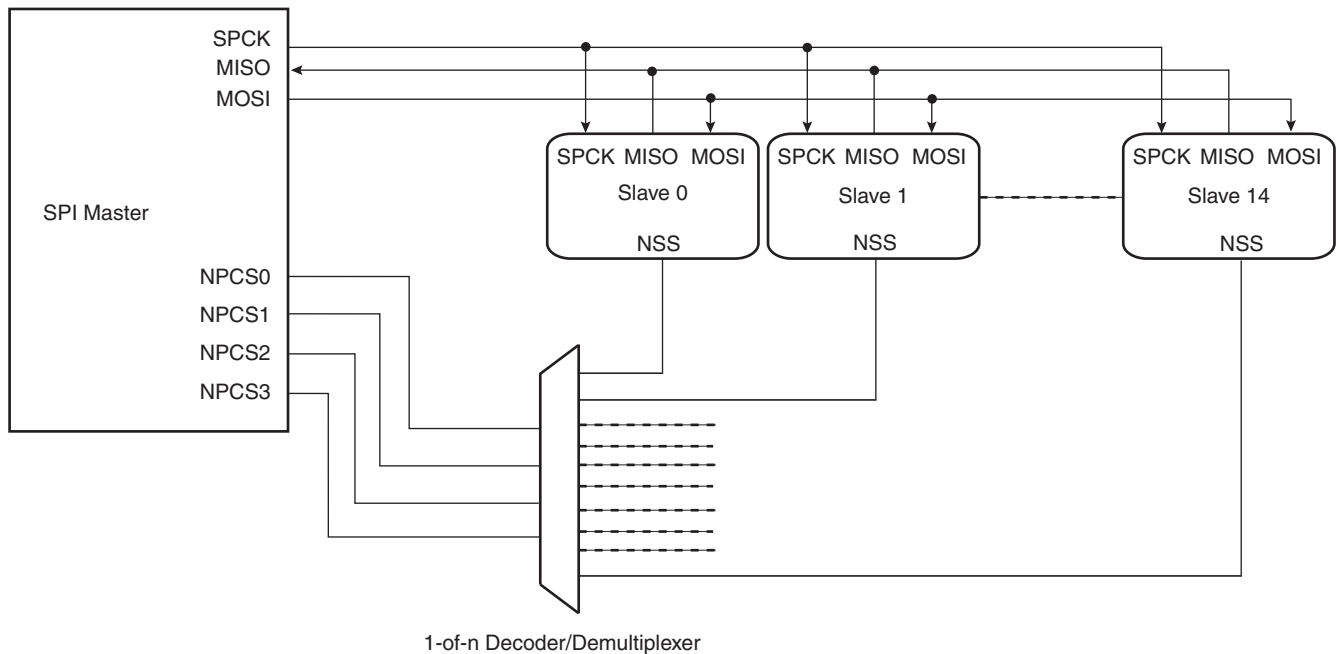 SPCK
MISO
MOSI
SPI Master
NPCS0
NPCS1
NPCS2
NPCS3
SPCK MISO MOSI
Slave 0
NSS
SPCK MISO MOSI
Slave 1
NSS
SPCK MISO MOSI
Slave 14
NSS
1-of-n Decoder/Demultiplexer